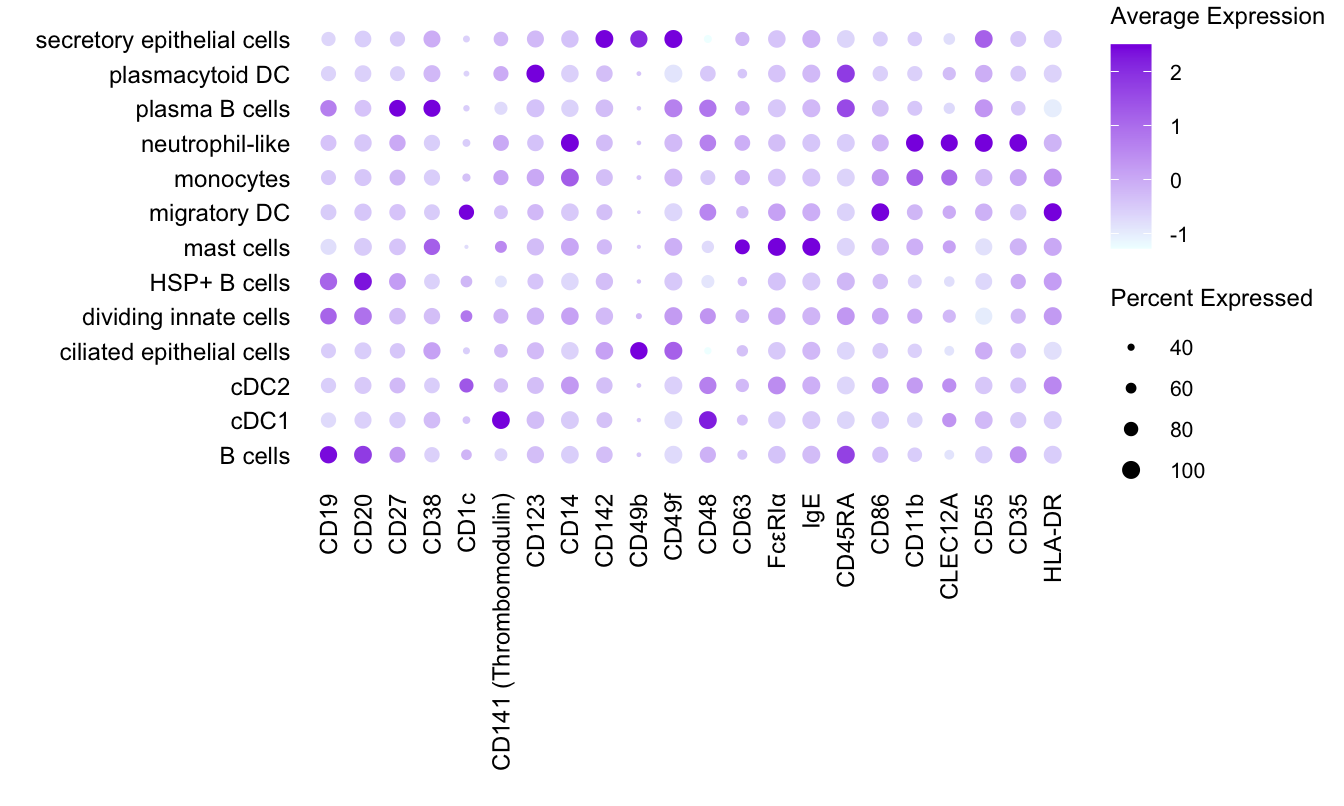 secretory epithelial cells
plasmacytoid DC
plasma B cells
neutrophil-like
monocytes
migratory DC
mast cells
HSP+ B cells
dividing innate cells
ciliated epithelial cells
cDC2
cDC1
B cells
CD19
CD20
CD27
CD38
CD1c
CD141 (Thrombomodulin)
CD123
CD14
CD142
CD49b
CD49f
CD48
CD63
FcεRIα
IgE
CD45RA
CD86
CD11b
CLEC12A
CD55
CD35
HLA-DR
Average Expression
2
1
0
-1
Percent Expressed
40
60
80
100